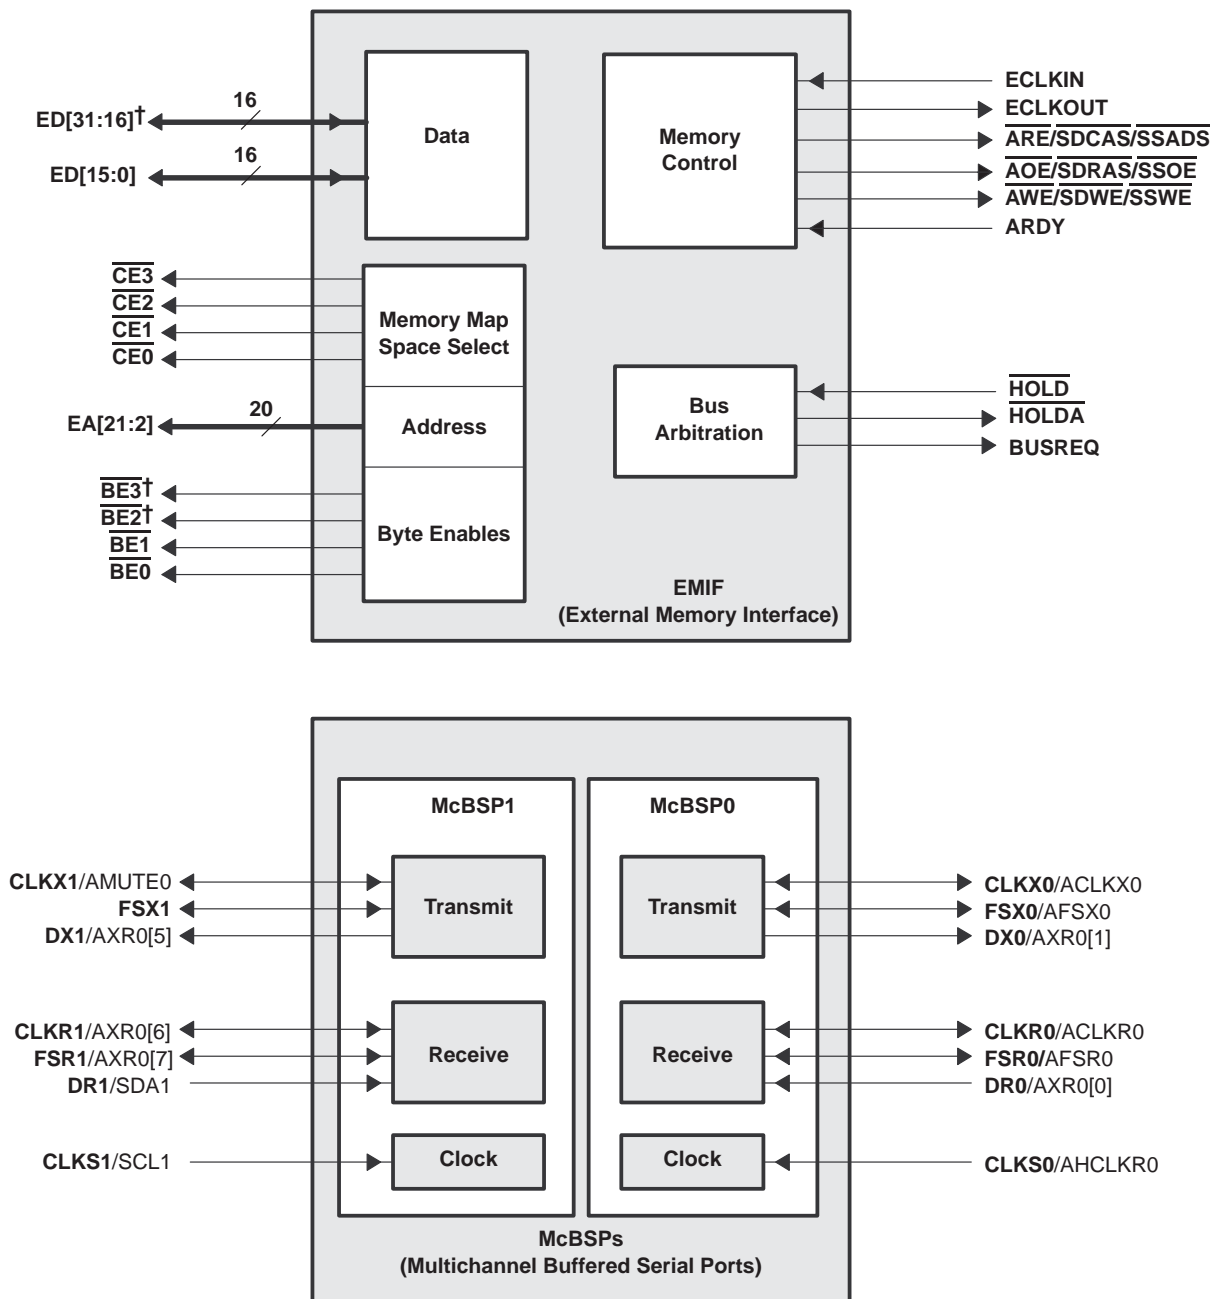 16
ED[31:16]†
16
ED[15:0]
Data
Memory
Control
ECLKIN
ECLKOUT
ARE/SDCAS/SSADS
AOE/SDRAS/SSOE
AWE/SDWE/SSWE
ARDY
CE3
CE2
CE1
CE0
Memory Map
Space Select
20
EA[21:2]
Address
BE3†
BE2†
BE1
BE0
Byte Enables
Bus
Arbitration
HOLD
HOLDA
BUSREQ
EMIF
(External Memory Interface)
McBSP1
McBSP0
CLKX1/AMUTE0
FSX1
DX1/AXR0[5]
Transmit
Transmit
CLKX0/ACLKX0
FSX0/AFSX0
DX0/AXR0[1]
CLKR1/AXR0[6]
FSR1/AXR0[7]
DR1/SDA1
Receive
Receive
CLKR0/ACLKR0
FSR0/AFSR0
DR0/AXR0[0]
CLKS1/SCL1
Clock
Clock
CLKS0/AHCLKR0
McBSPs
(Multichannel Buffered Serial Ports)